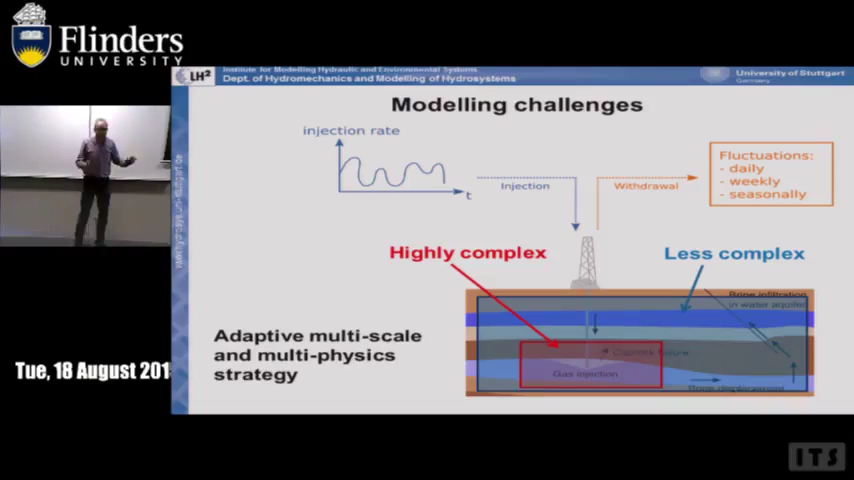 Flinders
UNIVERSITY
LH²
Institute for Modelling Hydraulic and Environmental Systems
Dept. of Hydromechanics and Modelling of Hydrosystems
University of Stuttgart
Germany
Modelling challenges
injection rate
t
Injection
Withdrawal
Fluctuations:
- daily
- weekly
- seasonally
Highly complex
Less complex
Brine infiltration
in water aquifer
Adaptive multi-scale
and multi-physics
strategy
Caprock failure
Gas injection
Brine displacement
Tue, 18 August 201
ITS